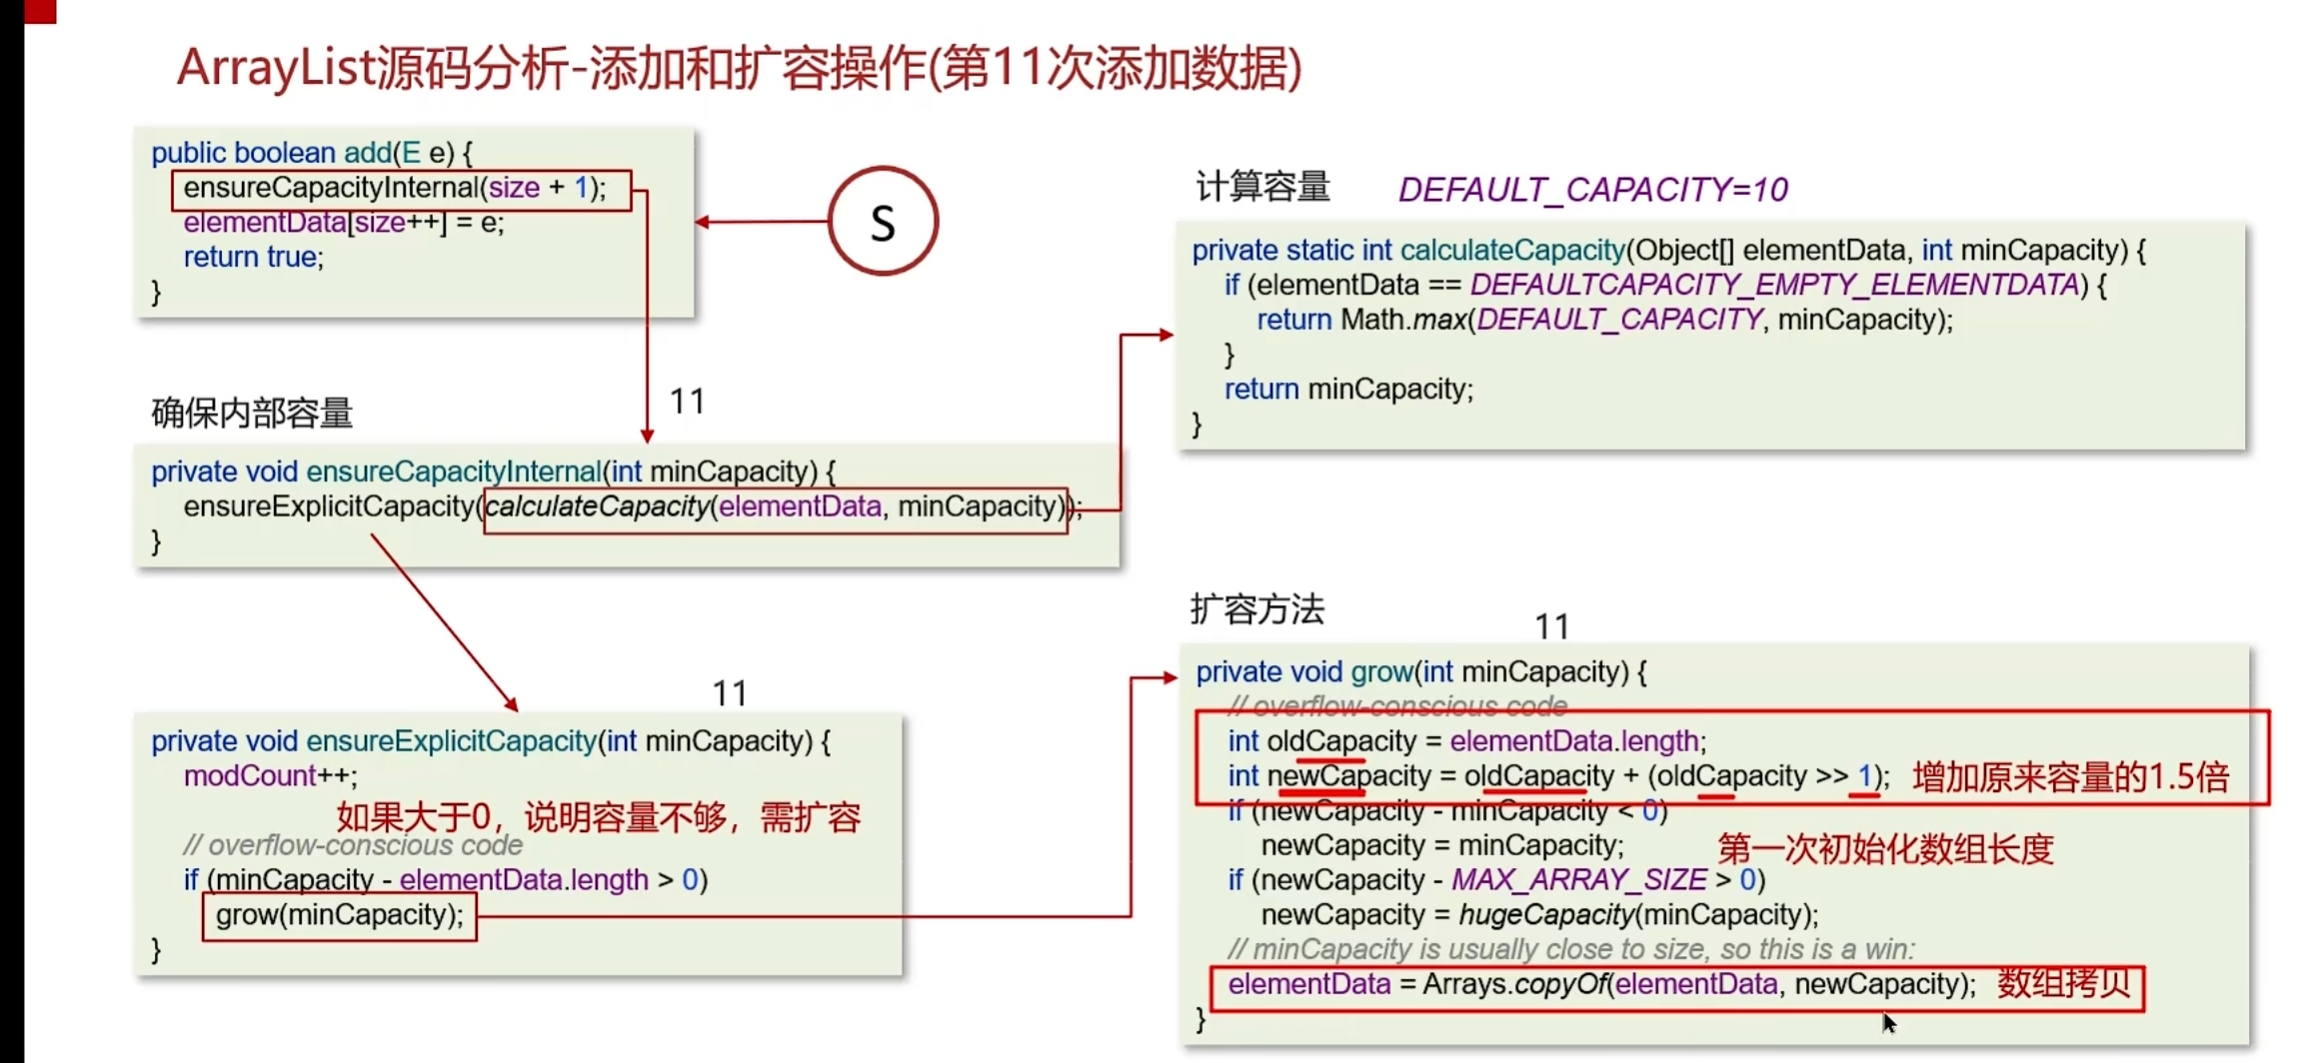 ArrayList源码分析-添加和扩容操作(第11次添加数据)
public boolean add(E e) {
ensureCapacityInternal(size + 1);
elementData[size++] = e;
return true;
}
S
计算容量 DEFAULT_CAPACITY=10
private static int calculateCapacity(Object[] elementData, int minCapacity) {
if (elementData == DEFAULTCAPACITY_EMPTY_ELEMENTDATA) {
return Math.max(DEFAULT_CAPACITY, minCapacity);
}
return minCapacity;
}
确保内部容量
11
private void ensureCapacityInternal(int minCapacity) {
ensureExplicitCapacity(calculateCapacity(elementData, minCapacity));
}
11
private void ensureExplicitCapacity(int minCapacity) {
modCount++;
如果大于0，说明容量不够，需扩容
// overflow-conscious code
if (minCapacity - elementData.length > 0)
grow(minCapacity);
}
扩容方法
11
private void grow(int minCapacity) {
// overflow-conscious code
int oldCapacity = elementData.length;
int newCapacity = oldCapacity + (oldCapacity >> 1); 增加原来容量的1.5倍
if (newCapacity - minCapacity < 0)
newCapacity = minCapacity; 第一次初始化数组长度
if (newCapacity - MAX_ARRAY_SIZE > 0)
newCapacity = hugeCapacity(minCapacity);
// minCapacity is usually close to size, so this is a win:
elementData = Arrays.copyOf(elementData, newCapacity); 数组拷贝
}